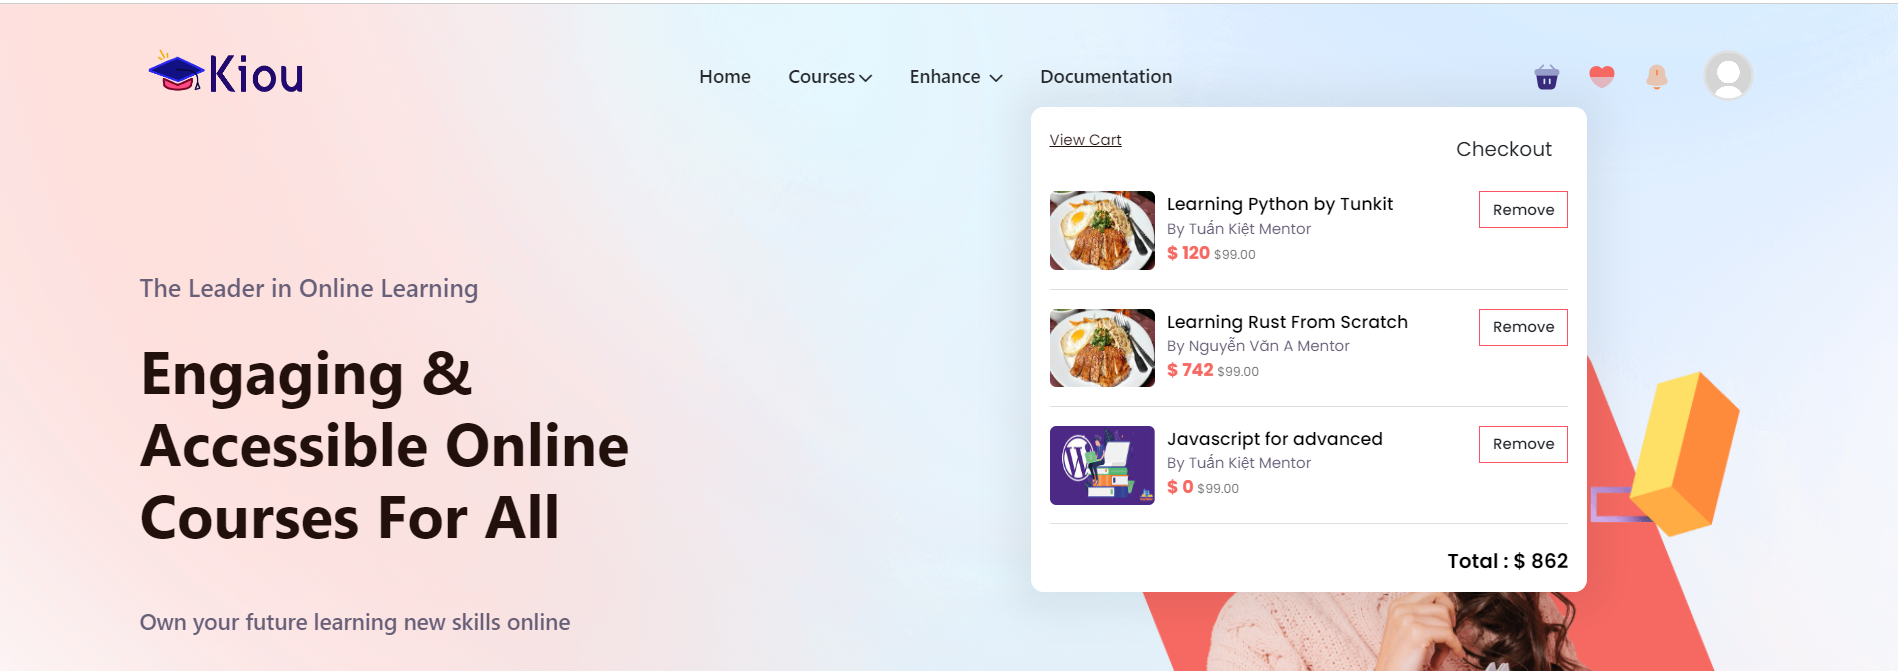 Kiou
Home
Courses
Enhance
Documentation
View Cart
Checkout
Learning Python by Tunkit
Remove
By Tuấn Kiệt Mentor
$ 120 $99.00
Learning Rust From Scratch
Remove
By Nguyễn Văn A Mentor
$ 742 $99.00
Javascript for advanced
Remove
By Tuấn Kiệt Mentor
$ 0 $99.00
Total : $ 862
The Leader in Online Learning
Engaging &
Accessible Online
Courses For All
Own your future learning new skills online